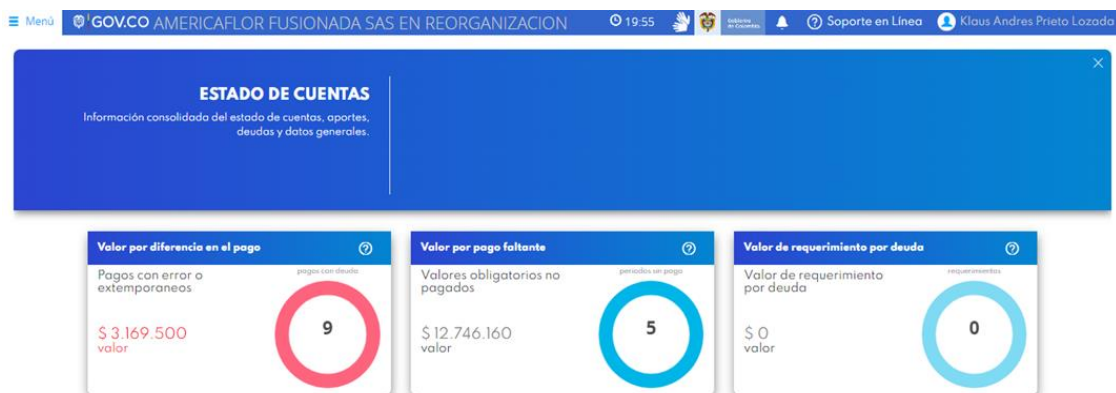 Menú
GOV.CO AMERICAFLOR FUSIONADA SAS EN REORGANIZACION
19:55
Gobierno
de Colombia
Soporte en Línea
Klaus Andres Prieto Lozada
ESTADO DE CUENTAS
Información consolidada del estado de cuentas, aportes,
deudas y datos generales.
Valor por diferencia en el pago
Pagos con error o
extemporaneos
pagos con deuda
$ 3.169.500
valor
9
Valor por pago faltante
Valores obligatorios no
pagados
periodos sin pago
$ 12.746.160
valor
5
Valor de requerimiento por deuda
Valor de requerimiento
por deuda
requerimientos
$ 0
valor
0